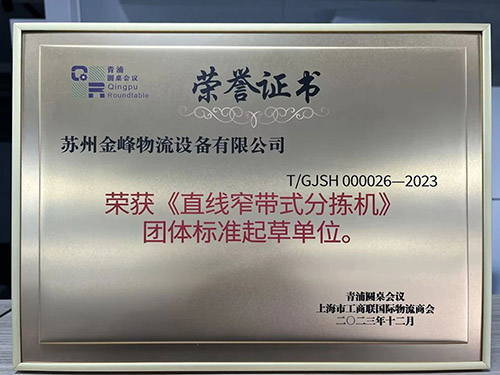 青浦
圆桌会议
Qingpu
Roundtable
荣誉证书
苏州金峰物流设备有限公司
T/GJSH 000026—2023
荣获《直线窄带式分拣机》
团体标准起草单位。
青浦圆桌会议
上海市工商联国际物流商会
二〇二三年十二月